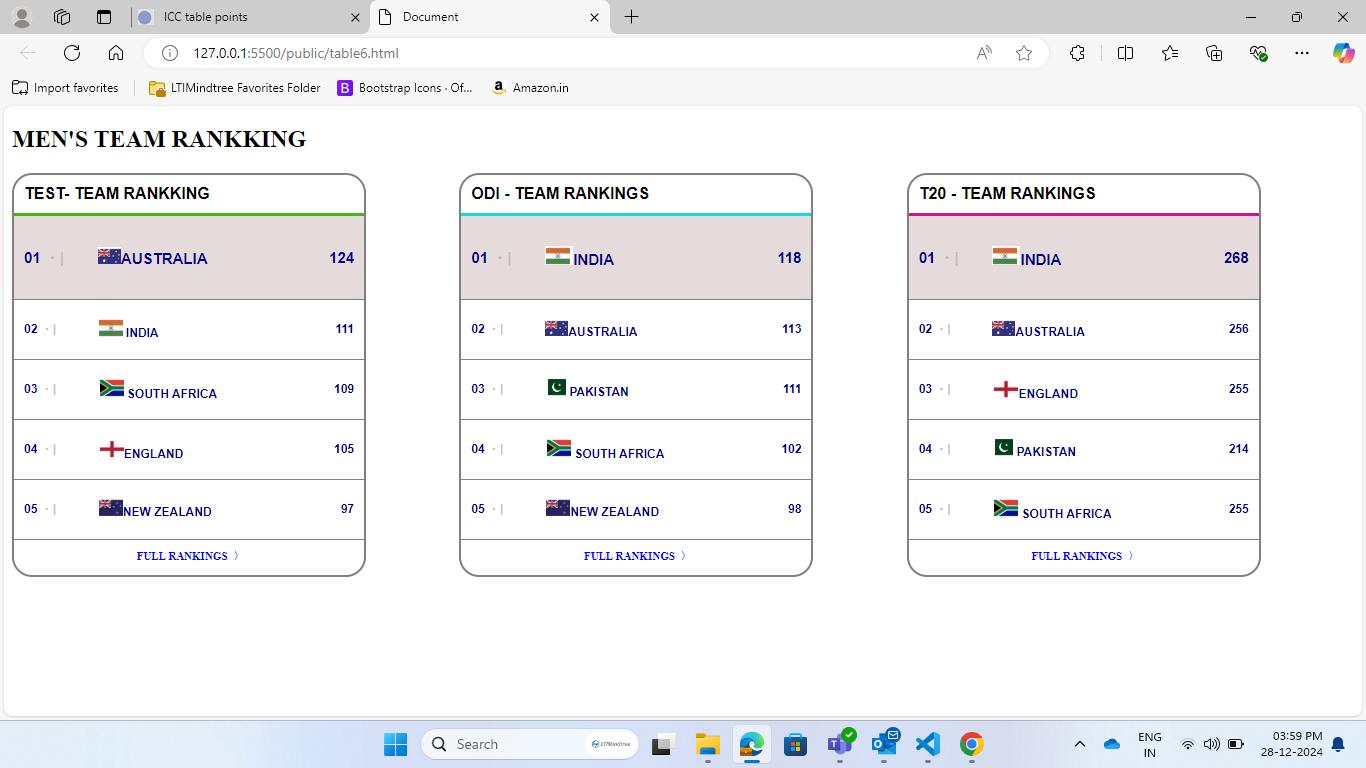 ICC table points
Document
127.0.0.1:5500/public/table6.html
Import favorites
LTIMindtree Favorites Folder
Bootstrap Icons · Of...
Amazon.in
MEN'S TEAM RANKKING
TEST- TEAM RANKKING
01 - | AUSTRALIA 124
02 - | INDIA 111
03 - | SOUTH AFRICA 109
04 - | ENGLAND 105
05 - | NEW ZEALAND 97
FULL RANKINGS 〉
ODI - TEAM RANKINGS
01 - | INDIA 118
02 - | AUSTRALIA 113
03 - | PAKISTAN 111
04 - | SOUTH AFRICA 102
05 - | NEW ZEALAND 98
FULL RANKINGS 〉
T20 - TEAM RANKINGS
01 - | INDIA 268
02 - | AUSTRALIA 256
03 - | ENGLAND 255
04 - | PAKISTAN 214
05 - | SOUTH AFRICA 255
FULL RANKINGS 〉
Search
LTIMindtree
ENG
IN
03:59 PM
28-12-2024